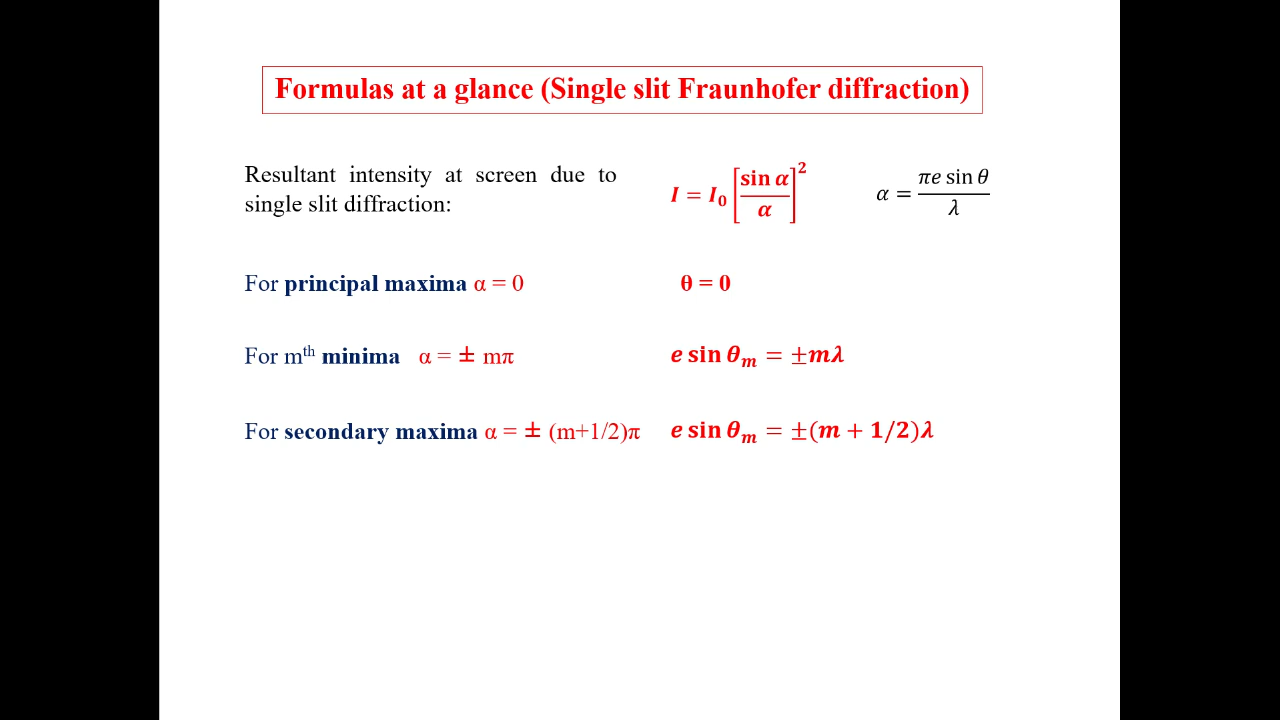 Formulas at a glance (Single slit Fraunhofer diffraction)
Resultant intensity at screen due to
single slit diffraction:
I = I₀ [sin α / α]²
α = πe sin θ / λ
For principal maxima α = 0 θ = 0
For mᵗʰ minima α = ± mπ e sin θₘ = ±mλ
For secondary maxima α = ± (m+1/2)π e sin θₘ = ±(m + 1/2)λ